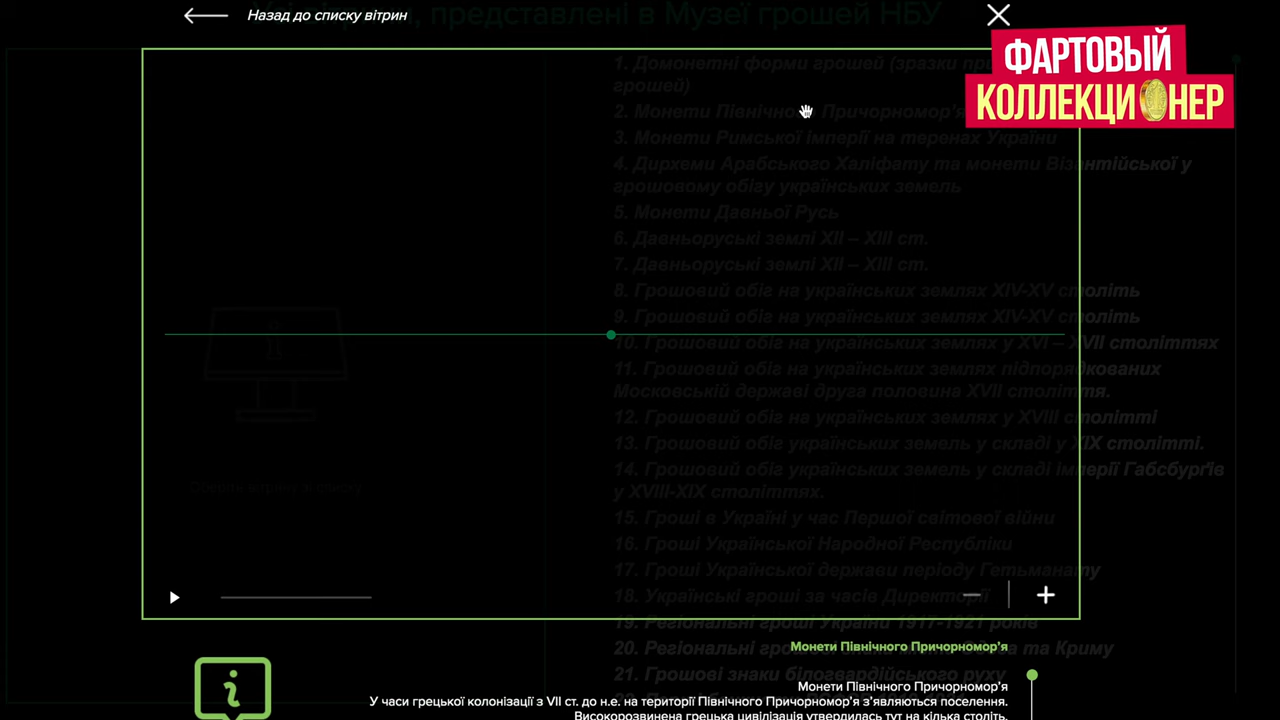 Назад до списку вітрин
представлені в Музеї грошей НБУ
ФАРТОВЫЙ
КОЛЛЕКЦИОНЕР
1. Домонетні форми грошей (зразки
грошей)
2. Монети Північного Причорномор'я
3. Монети Римської імперії на теренах України
4. Дирхеми Арабського Халіфату та монети Візантійської у
грошовому обігу українських земель
5. Монети Давньої Русь
6. Давньоруські землі XII – XIII ст.
7. Давньоруські землі XII – XIII ст.
8. Грошовий обіг на українських землях XIV-XV століть
9. Грошовий обіг на українських землях XIV-XV століть
10. Грошовий обіг на українських землях у XVI – XVII століттях
11. Грошовий обіг на українських землях підпорядкованих
Московській державі друга половина XVII століття.
12. Грошовий обіг на українських землях у XVIII столітті
13. Грошовий обіг українських земель у складі у XIX столітті.
14. Грошовий обіг українських земель у складі імперії Габсбургів
у XVIII-XIX століттях.
15. Гроші в Україні у час Першої світової війни
16. Гроші Української Народної Республіки
17. Гроші Української держави періоду Гетьманату
18. Українські гроші за часів Директорії
19. Регіональні гроші України 1917-1921 років
20. Регіональні та Криму
21. Грошові знаки білогвардійського руху
Монети Північного Причорномор'я
Монети Північного Причорномор'я
У часи грецької колонізації з VII ст. до н.е. на території Північного Причорномор'я з'являються поселення.
Високорозвинена грецька цивілізація утвердилась тут на кілька століть.